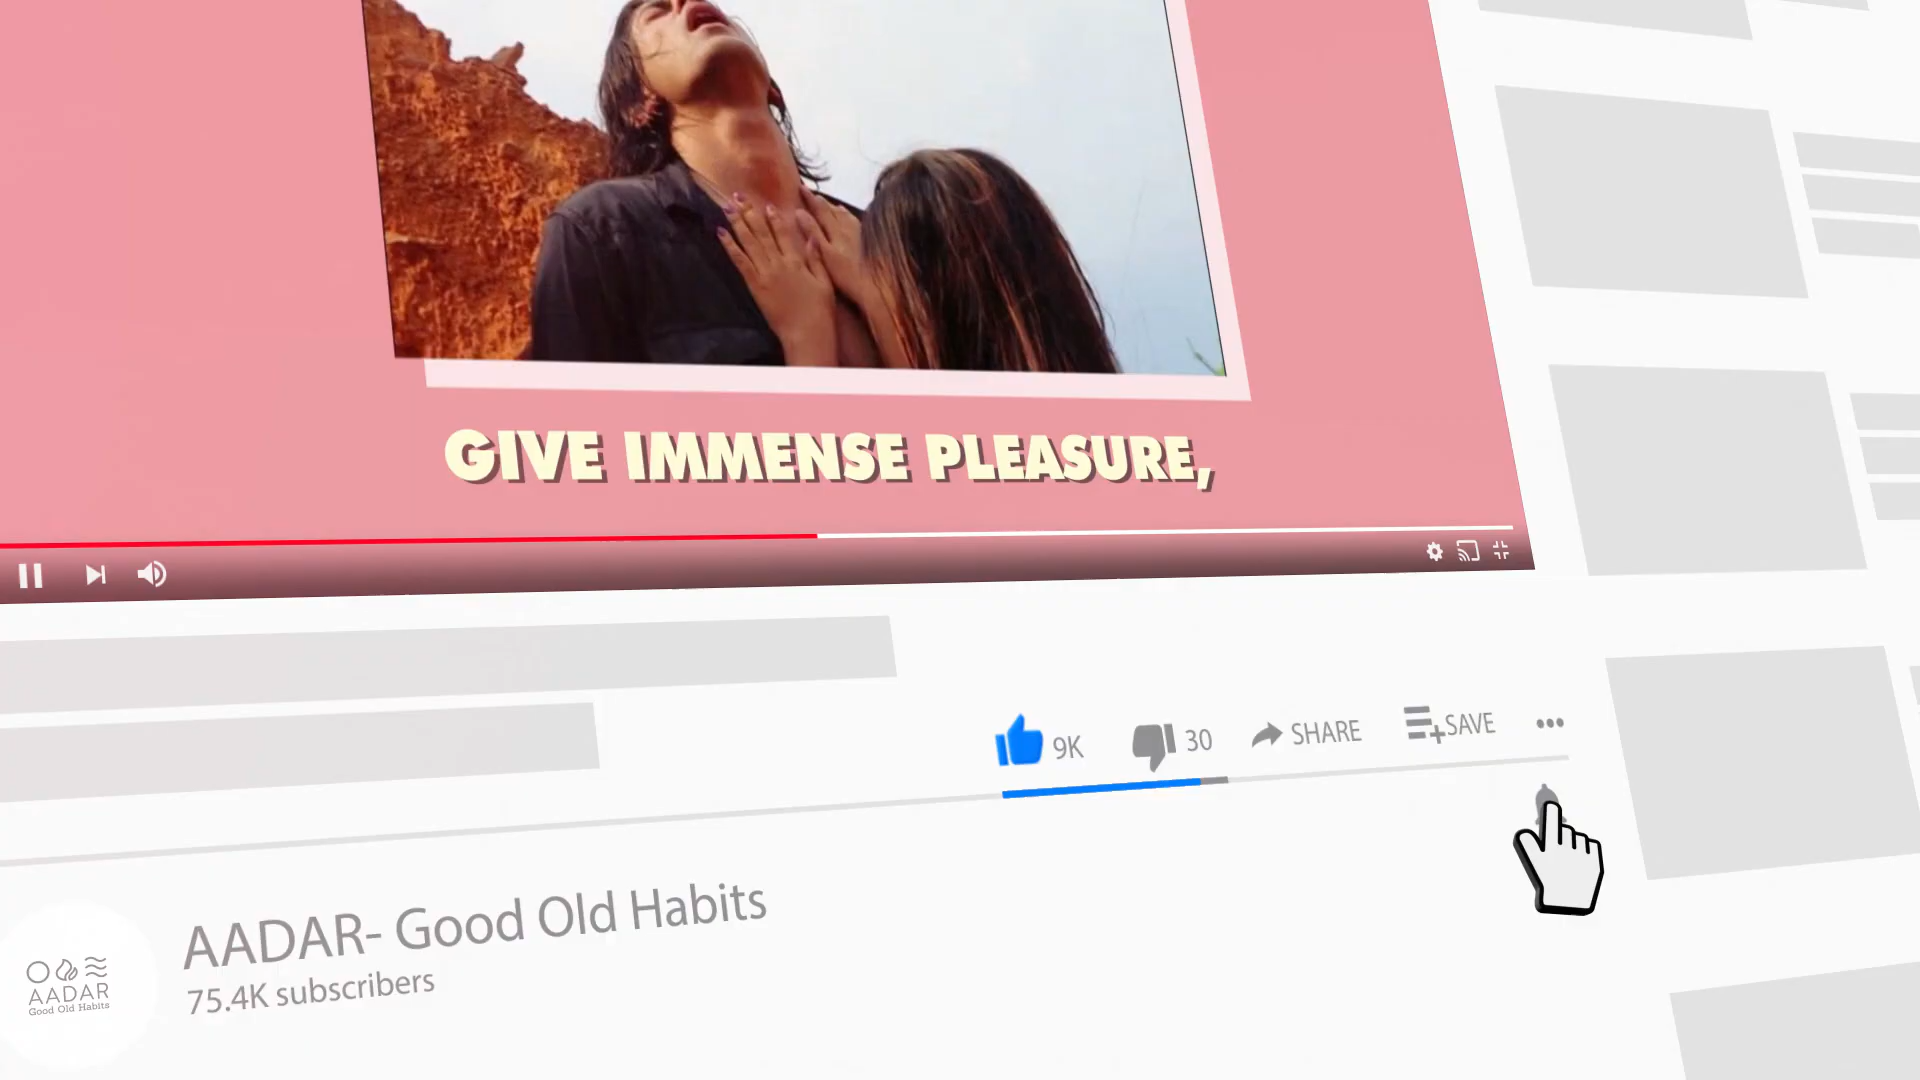 GIVE IMMENSE PLEASURE,
9K
30
SHARE
SAVE
AADAR- Good Old Habits
75.4K subscribers
AADAR
Good Old Habits